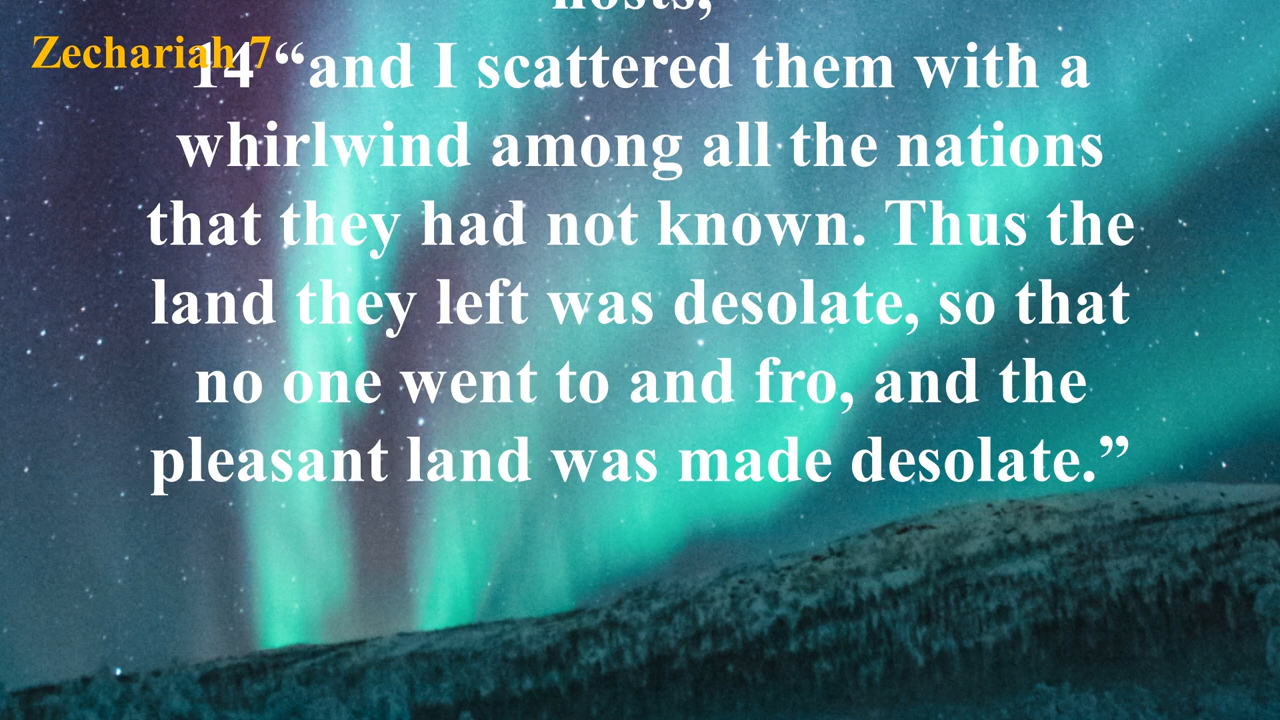 hosts,
Zechariah 7
14 “and I scattered them with a
whirlwind among all the nations
that they had not known. Thus the
land they left was desolate, so that
no one went to and fro, and the
pleasant land was made desolate.”